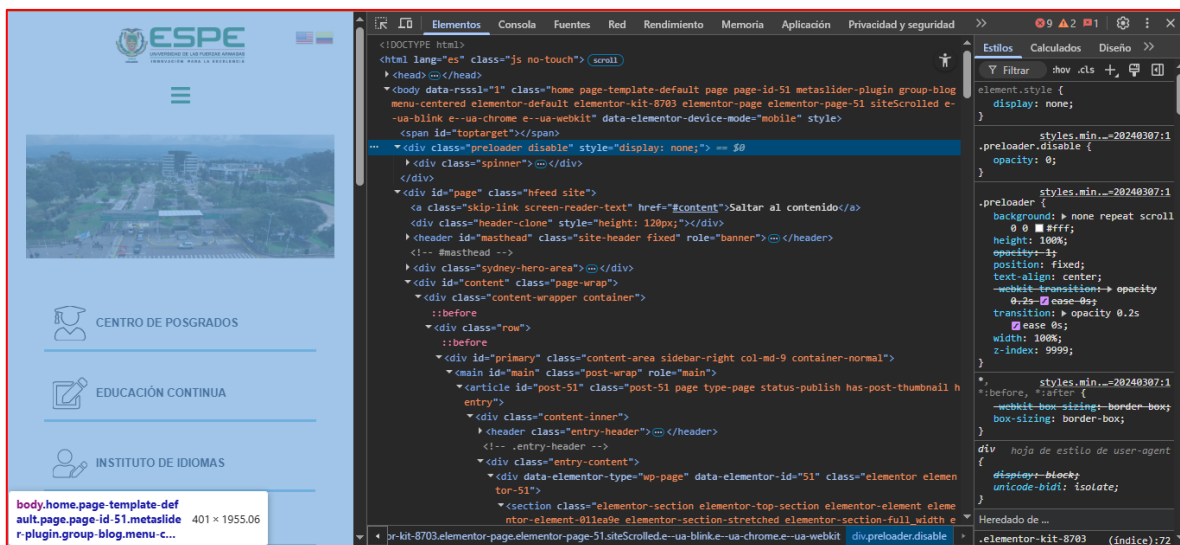 ESPE
UNIVERSIDAD DE LAS FUERZAS ARMADAS
INNOVACIÓN PARA LA EXCELENCIA
CENTRO DE POSGRADOS
EDUCACIÓN CONTINUA
INSTITUTO DE IDIOMAS
body.home.page-template-def
ault.page.page-id-51.metaslide
r-plugin.group-blog.menu-c... 401 × 1955.06
Elementos Consola Fuentes Red Rendimiento Memoria Aplicación Privacidad y seguridad
9 2 1
<!DOCTYPE html>
<html lang="es" class="js no-touch"> scroll
<head> ⋯ </head>
<body data-rsssl="1" class="home page-template-default page page-id-51 metaslider-plugin group-blog
menu-centered elementor-default elementor-kit-8703 elementor-page elementor-page-51 siteScrolled e-
-ua-blink e--ua-chrome e--ua-webkit" data-elementor-device-mode="mobile" style>
<span id="toptarget"></span>
<div class="preloader disable" style="display: none;"> == $0
<div class="spinner"> ⋯ </div>
</div>
<div id="page" class="hfeed site">
<a class="skip-link screen-reader-text" href="#content">Saltar al contenido</a>
<div class="header-clone" style="height: 120px;"></div>
<header id="masthead" class="site-header fixed" role="banner"> ⋯ </header>
<!-- #masthead -->
<div class="sydney-hero-area"> ⋯ </div>
<div id="content" class="page-wrap">
<div class="content-wrapper container">
::before
<div class="row">
::before
<div id="primary" class="content-area sidebar-right col-md-9 container-normal">
<main id="main" class="post-wrap" role="main">
<article id="post-51" class="post-51 page type-page status-publish has-post-thumbnail h
entry">
<div class="content-inner">
<header class="entry-header"> ⋯ </header>
<!-- .entry-header -->
<div class="entry-content">
<div data-elementor-type="wp-page" data-elementor-id="51" class="elementor elemen
tor-51">
<section class="elementor-section elementor-top-section elementor-element eleme
ntor-element-011ea9e elementor-section-stretched elementor-section-full_width e
or-kit-8703.elementor-page.elementor-page-51.siteScrolled.e--ua-blink.e--ua-chrome.e--ua-webkit div.preloader.disable
Estilos Calculados Diseño
Filtrar :hov .cls
element.style {
display: none;
}
styles.min.…=20240307:1
.preloader.disable {
opacity: 0;
}
styles.min.…=20240307:1
.preloader {
background: none repeat scroll
0 0 #fff;
height: 100%;
opacity: 1;
position: fixed;
text-align: center;
-webkit-transition: opacity
0.2s ease 0s;
transition: opacity 0.2s
ease 0s;
width: 100%;
z-index: 9999;
}
*, styles.min.…=20240307:1
*:before, *:after {
-webkit-box-sizing: border-box;
box-sizing: border-box;
}
div hoja de estilo de user-agent
{
display: block;
unicode-bidi: isolate;
}
Heredado de …
.elementor-kit-8703 (índice):72